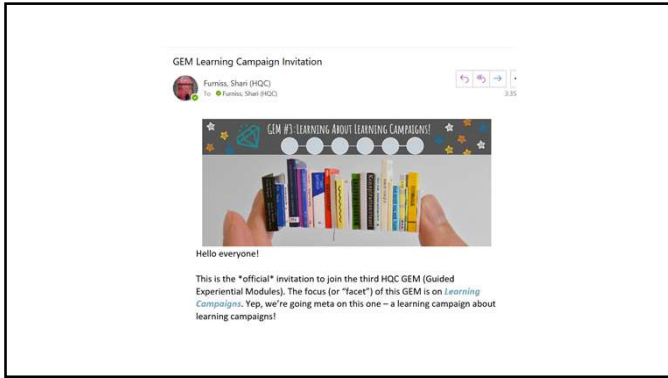 GEM Learning Campaign Invitation
Furniss, Shari (HQC)
To Furniss, Shari (HQC)
3:35
GEM #3: LEARNING ABOUT LEARNING CAMPAIGNS!
Hello everyone!
This is the *official* invitation to join the third HQC GEM (Guided
Experiential Modules). The focus (or "facet") of this GEM is on Learning
Campaigns. Yep, we're going meta on this one – a learning campaign about
learning campaigns!